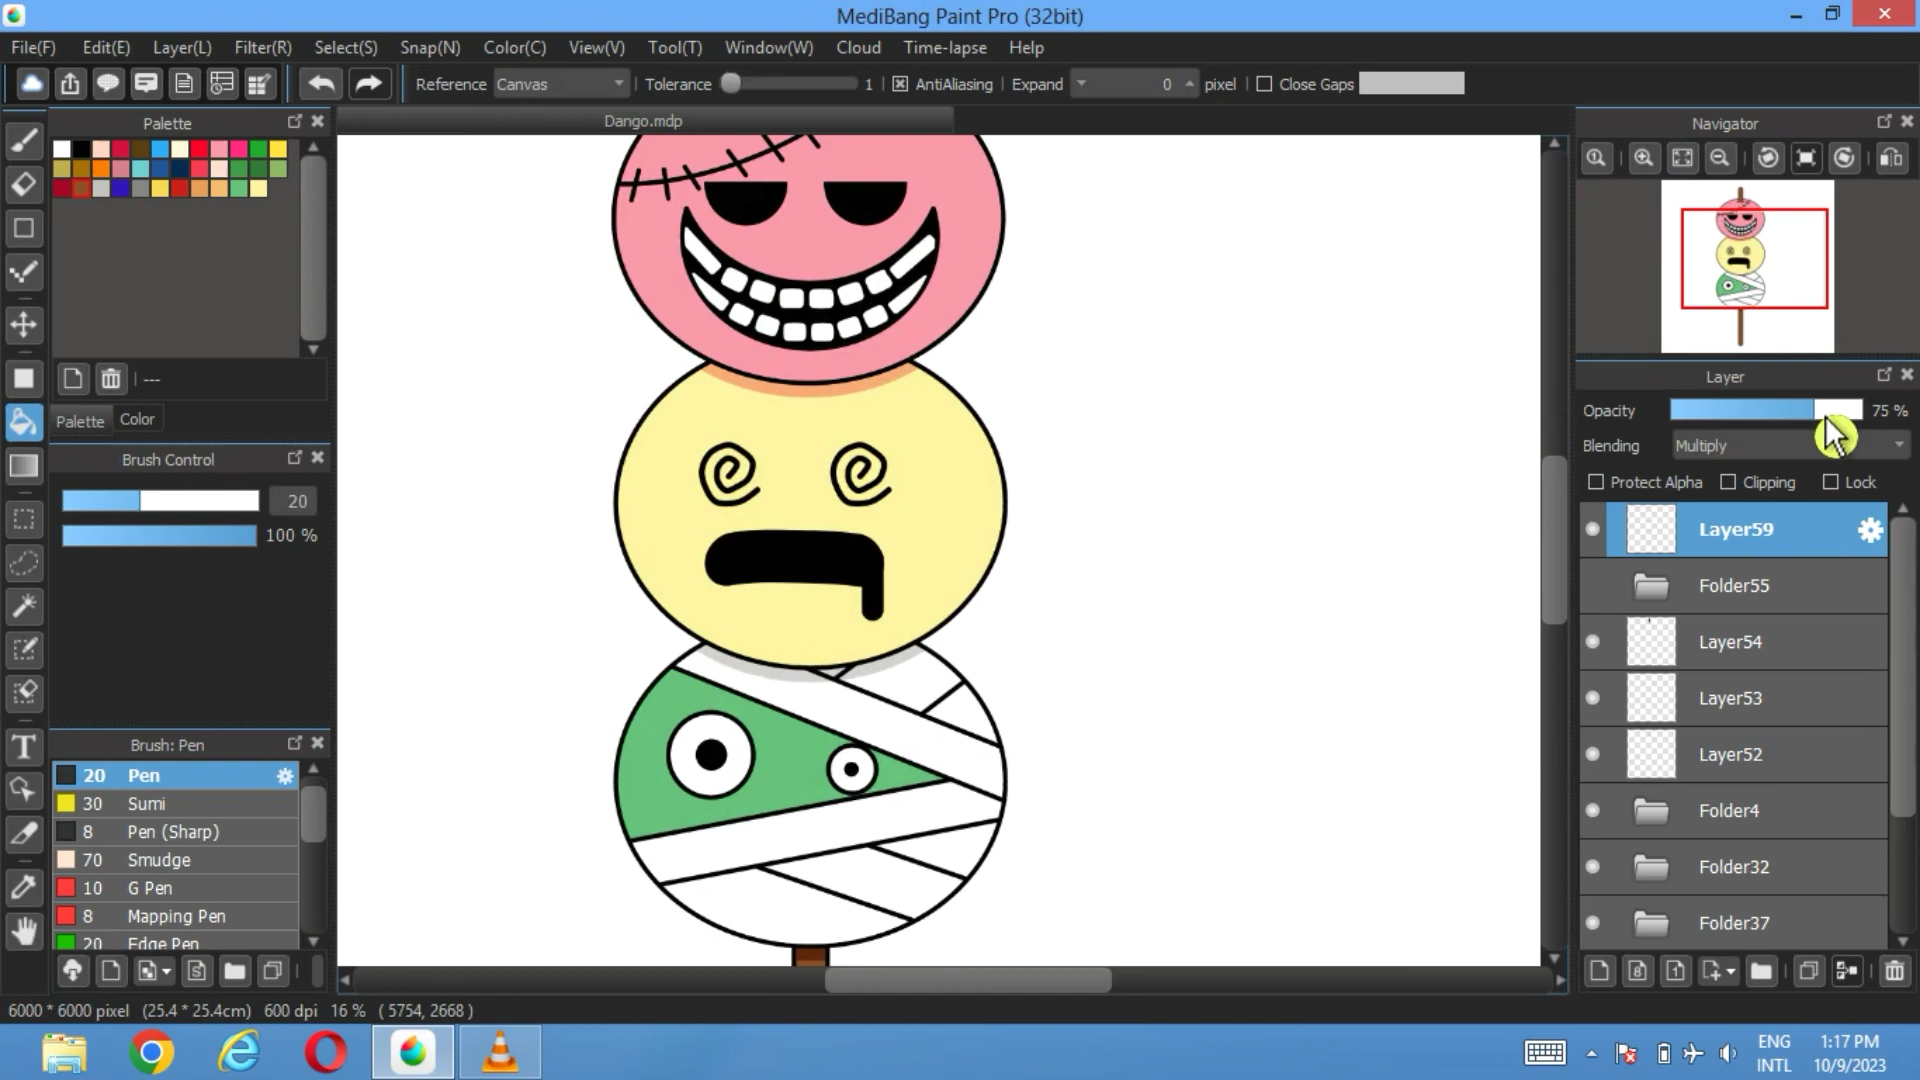 MediBang Paint Pro (32bit)
File(F) Edit(E) Layer(L) Filter(R) Select(S) Snap(N) Color(C) View(V) Tool(T) Window(W) Cloud Time-lapse Help
Reference Canvas Tolerance 1 AntiAliasing Expand 0 pixel Close Gaps
Palette
Dango.mdp
Navigator
---
Palette Color
Brush Control
20
100 %
Brush: Pen
20 Pen
30 Sumi
8 Pen (Sharp)
70 Smudge
10 G Pen
8 Mapping Pen
20 Edge Pen
Layer
Opacity 75 %
Blending Multiply
Protect Alpha Clipping Lock
Layer59
Folder55
Layer54
Layer53
Layer52
Folder4
Folder32
Folder37
6000 * 6000 pixel (25.4 * 25.4cm) 600 dpi 16 % ( 5754, 2668 )
ENG
INTL
1:17 PM
10/9/2023